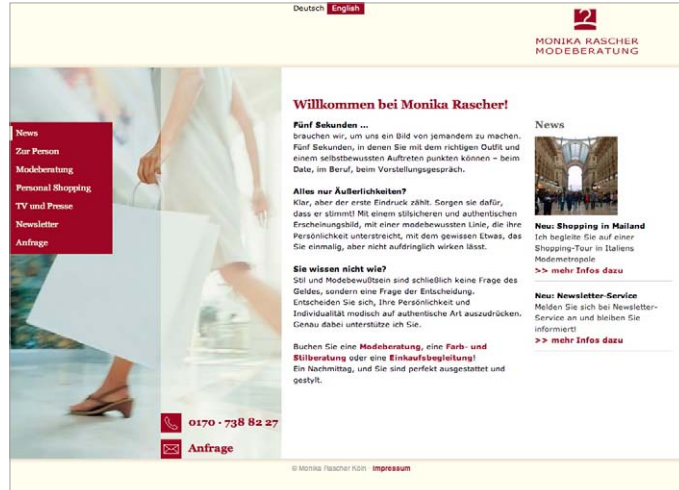 Deutsch English
MONIKA RASCHER
MODEBERATUNG
News
Zur Person
Modeberatung
Personal Shopping
TV und Presse
Newsletter
Anfrage
Willkommen bei Monika Rascher!
Fünf Sekunden ...
brauchen wir, um uns ein Bild von jemandem zu machen.
Fünf Sekunden, in denen Sie mit dem richtigen Outfit und
einem selbstbewussten Auftreten punkten können – beim
Date, im Beruf, beim Vorstellungsgespräch.
Alles nur Äußerlichkeiten?
Klar, aber der erste Eindruck zählt. Sorgen sie dafür,
dass er stimmt! Mit einem stilsicheren und authentischen
Erscheinungsbild, mit einer modebewussten Linie, die ihre
Persönlichkeit unterstreicht, mit dem gewissen Etwas, das
Sie einmalig, aber nicht aufdringlich wirken lässt.
Sie wissen nicht wie?
Stil und Modebewußtsein sind schließlich keine Frage des
Geldes, sondern eine Frage der Entscheidung.
Entscheiden Sie sich, Ihre Persönlichkeit und
Individualität modisch auf authentische Art auszudrücken.
Genau dabei unterstütze ich Sie.
Buchen Sie eine Modeberatung, eine Farb- und
Stilberatung oder eine Einkaufsbegleitung!
Ein Nachmittag, und Sie sind perfekt ausgestattet und
gestylt.
News
Neu: Shopping in Mailand
Ich begleite Sie auf einer
Shopping-Tour in Italiens
Modemetropole
>> mehr Infos dazu
Neu: Newsletter-Service
Melden Sie sich bei Newsletter-
Service an und bleiben Sie
informiert!
>> mehr Infos dazu
0170 - 738 82 27
Anfrage
© Monika Rascher Köln · Impressum